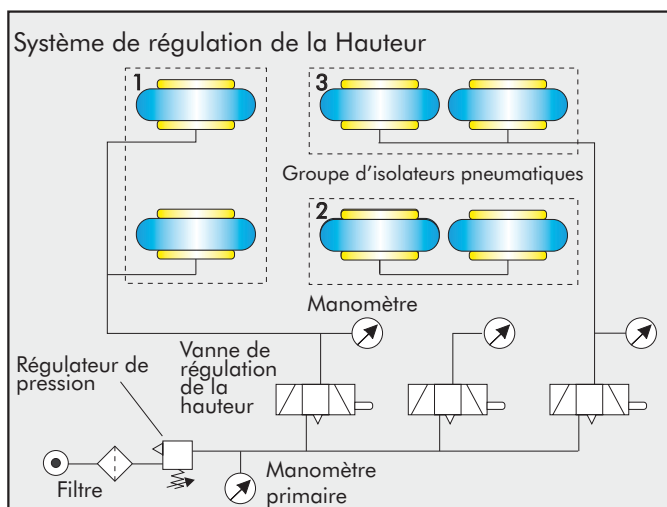 Système de régulation de la Hauteur
1
3
Groupe d'isolateurs pneumatiques
2
Manomètre
Vanne de
régulation
de la
hauteur
Régulateur de
pression
Filtre
Manomètre
primaire